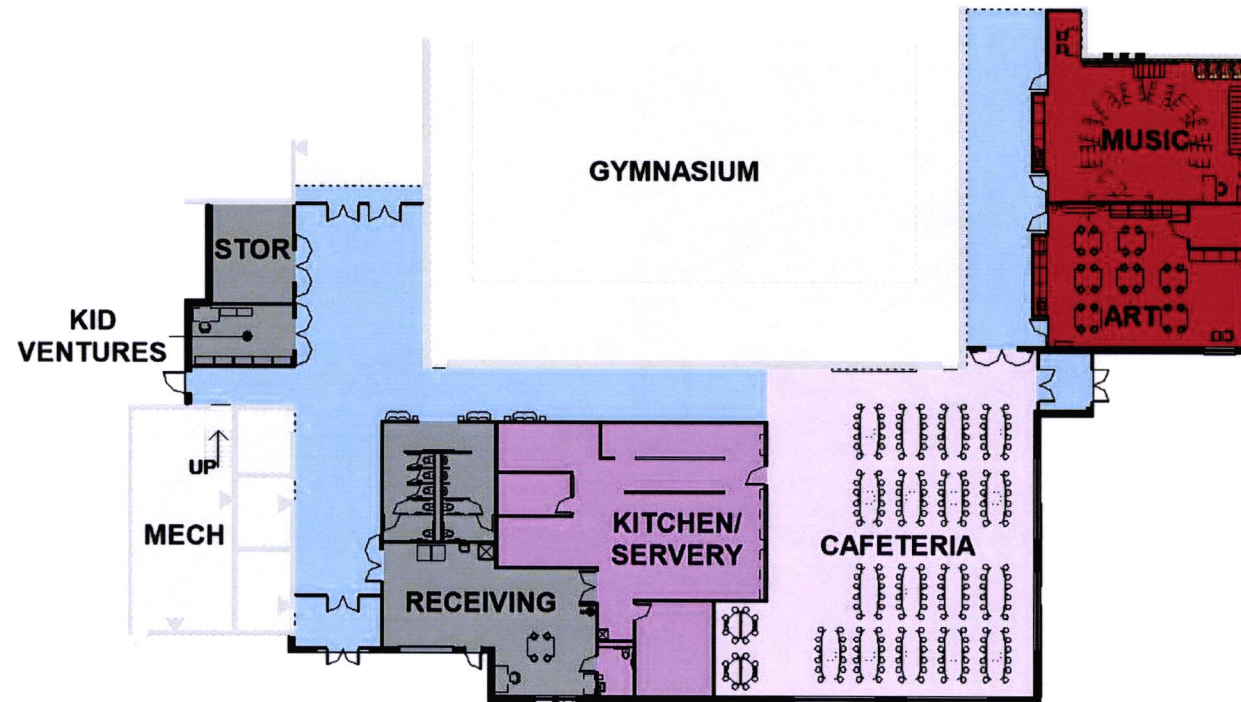 GYMNASIUM
MUSIC
STOR
KID
VENTURES
ART
UP
MECH
KITCHEN/
SERVERY
CAFETERIA
RECEIVING